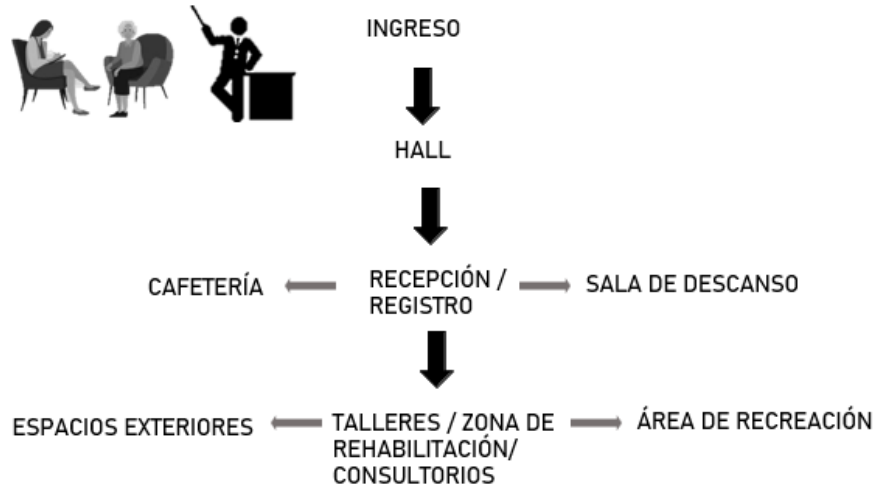 INGRESO
HALL
CAFETERÍA
RECEPCIÓN /
REGISTRO
SALA DE DESCANSO
ESPACIOS EXTERIORES
TALLERES / ZONA DE
REHABILITACIÓN/
CONSULTORIOS
ÁREA DE RECREACIÓN